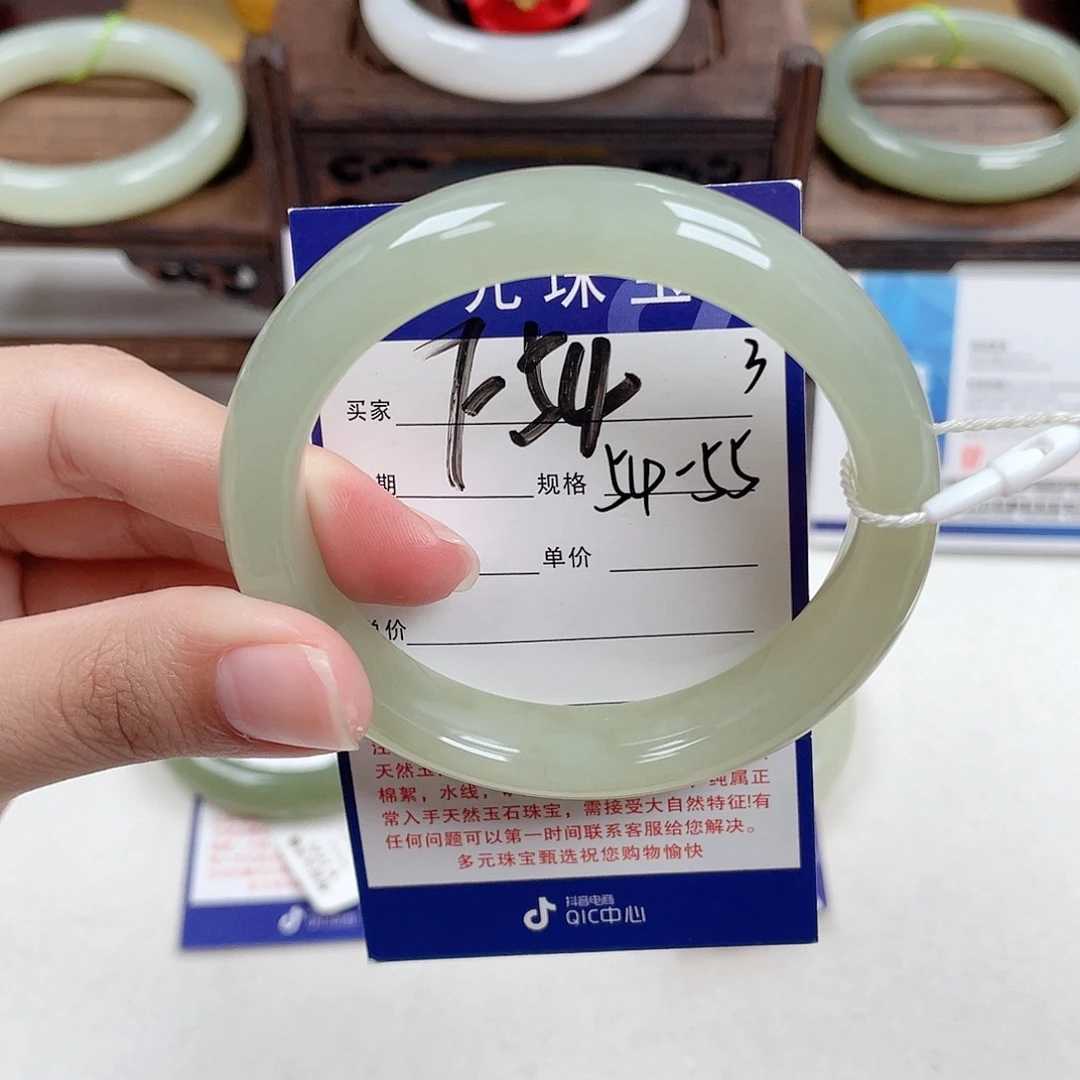 元珠宝
3
买家 7-54
期 规格 54-55
单价
单价
天然玉
棉絮，水线， 纯属正
常入手天然玉石珠宝，需接受大自然特征!有
任何问题可以第一时间联系客服给您解决。
多元珠宝甄选祝您购物愉快
抖音电商
QIC中心